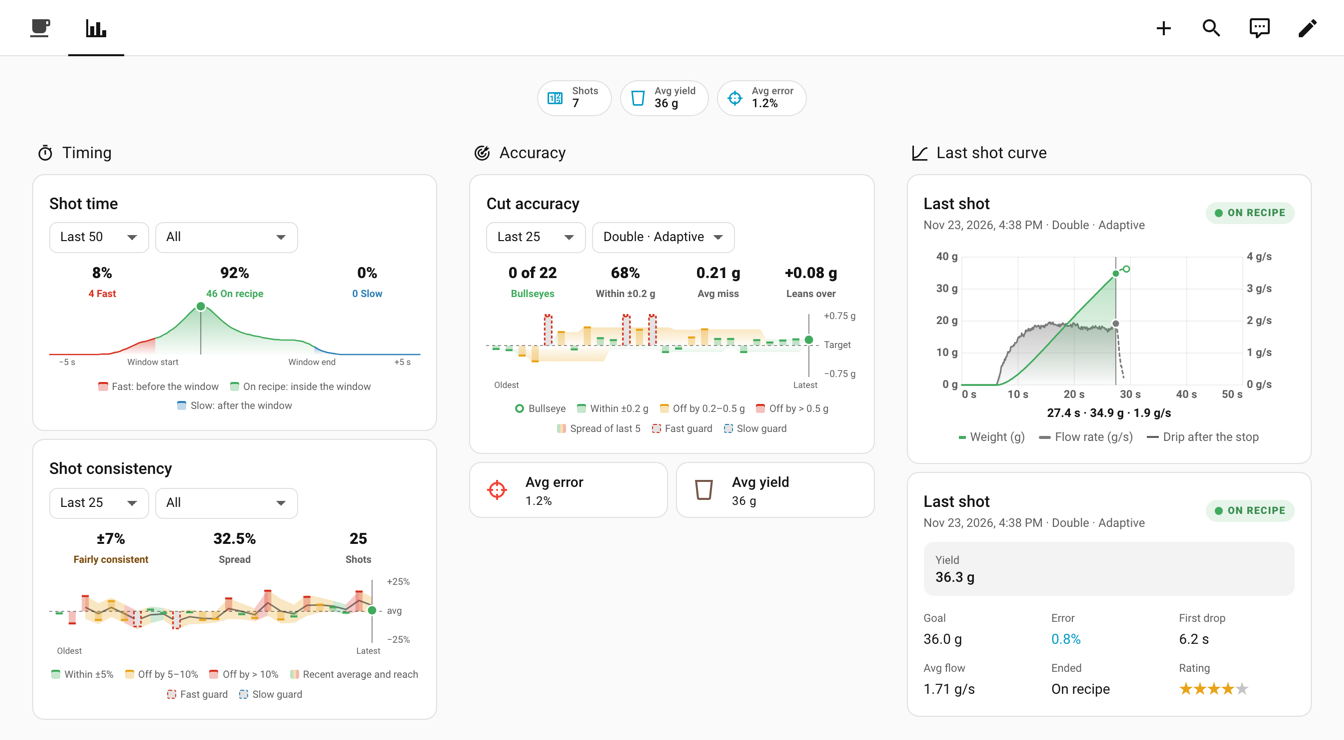 Shots
7
Avg yield
36 g
Avg error
1.2%
Timing
Shot time
Last 50
All
8%
92%
0%
4 Fast
46 On recipe
0 Slow
−5 s
Window start
Window end
+5 s
Fast: before the window
On recipe: inside the window
Slow: after the window
Shot consistency
Last 25
All
±7%
32.5%
25
Fairly consistent
Spread
Shots
+25%
avg
−25%
Oldest
Latest
Within ±5%
Off by 5–10%
Off by > 10%
Recent average and reach
Fast guard
Slow guard
Accuracy
Cut accuracy
Last 25
Double · Adaptive
0 of 22
68%
0.21 g
+0.08 g
Bullseyes
Within ±0.2 g
Avg miss
Leans over
+0.75 g
Target
−0.75 g
Oldest
Latest
Bullseye
Within ±0.2 g
Off by 0.2–0.5 g
Off by > 0.5 g
Spread of last 5
Fast guard
Slow guard
Avg error
1.2%
Avg yield
36 g
Last shot curve
Last shot
Nov 23, 2026, 4:38 PM · Double · Adaptive
ON RECIPE
40 g
4 g/s
30 g
3 g/s
20 g
2 g/s
10 g
1 g/s
0 g
0 g/s
0 s
10 s
20 s
30 s
40 s
50 s
27.4 s · 34.9 g · 1.9 g/s
Weight (g)
Flow rate (g/s)
Drip after the stop
Last shot
Nov 23, 2026, 4:38 PM · Double · Adaptive
ON RECIPE
Yield
36.3 g
Goal
Error
First drop
36.0 g
0.8%
6.2 s
Avg flow
Ended
Rating
1.71 g/s
On recipe